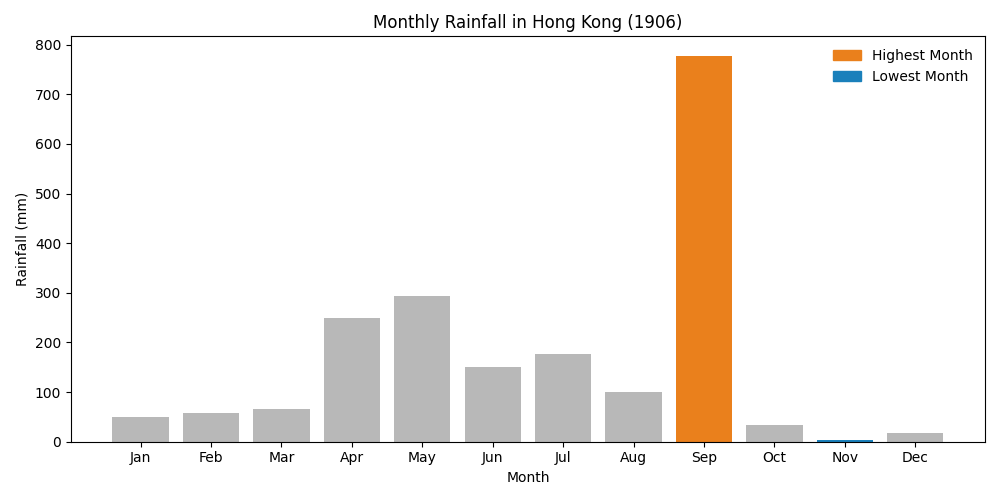 Monthly Rainfall in Hong Kong (1906)
Highest Month
Lowest Month
Rainfall (mm)
800
700
600
500
400
300
200
100
0
Jan Feb Mar Apr May Jun Jul Aug Sep Oct Nov Dec
Month